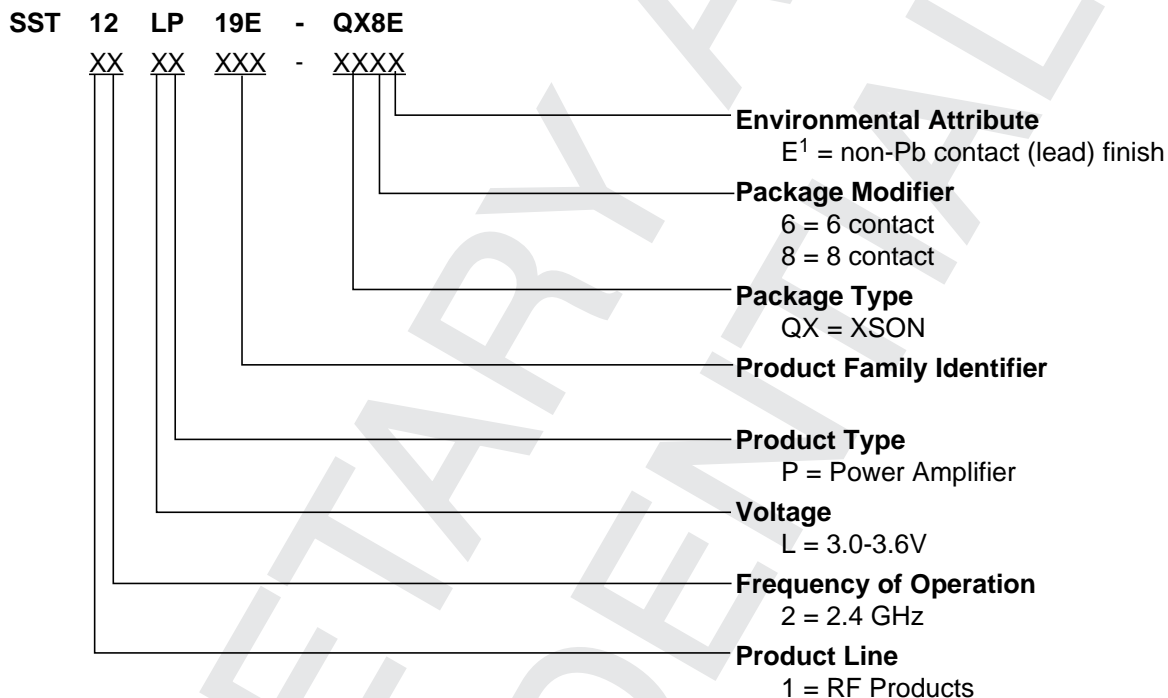 SST 12 LP 19E - QX8E
XX XX XXX - XXXX
Environmental Attribute
E1 = non-Pb contact (lead) finish
Package Modifier
6 = 6 contact
8 = 8 contact
Package Type
QX = XSON
Product Family Identifier
Product Type
P = Power Amplifier
Voltage
L = 3.0-3.6V
Frequency of Operation
2 = 2.4 GHz
Product Line
1 = RF Products